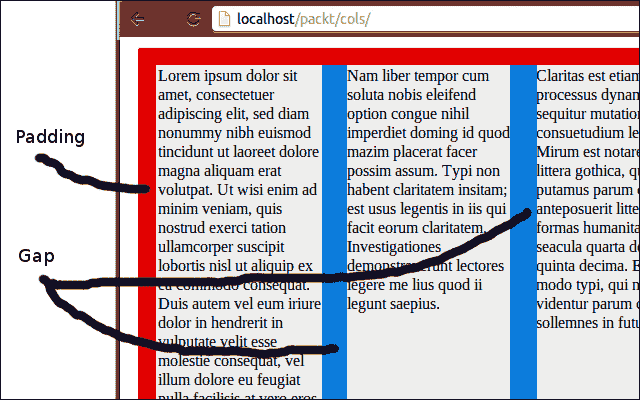 localhost/packt/cols/
Padding
Gap
Lorem ipsum dolor sit
amet, consectetuer
adipiscing elit, sed diam
nonummy nibh euismod
tincidunt ut laoreet dolore
magna aliquam erat
volutpat. Ut wisi enim ad
minim veniam, quis
nostrud exerci tation
ullamcorper suscipit
lobortis nisl ut aliquip ex
ea commodo consequat.
Duis autem vel eum iriure
dolor in hendrerit in
vulputate velit esse
molestie consequat, vel
illum dolore eu feugiat
nulla facilisis at vero eros
Nam liber tempor cum
soluta nobis eleifend
option congue nihil
imperdiet doming id quod
mazim placerat facer
possim assum. Typi non
habent claritatem insitam;
est usus legentis in iis qui
facit eorum claritatem.
Investigationes
demonstraverunt lectores
legere me lius quod ii
legunt saepius.
Claritas est etiam
processus dynam
sequitur mutation
consuetudium le
Mirum est notare
littera gothica, qu
putamus parum c
anteposuerit litte
formas humanita
seacula quarta de
quinta decima. E
modo typi, qui n
videntur parum c
sollemnes in futu